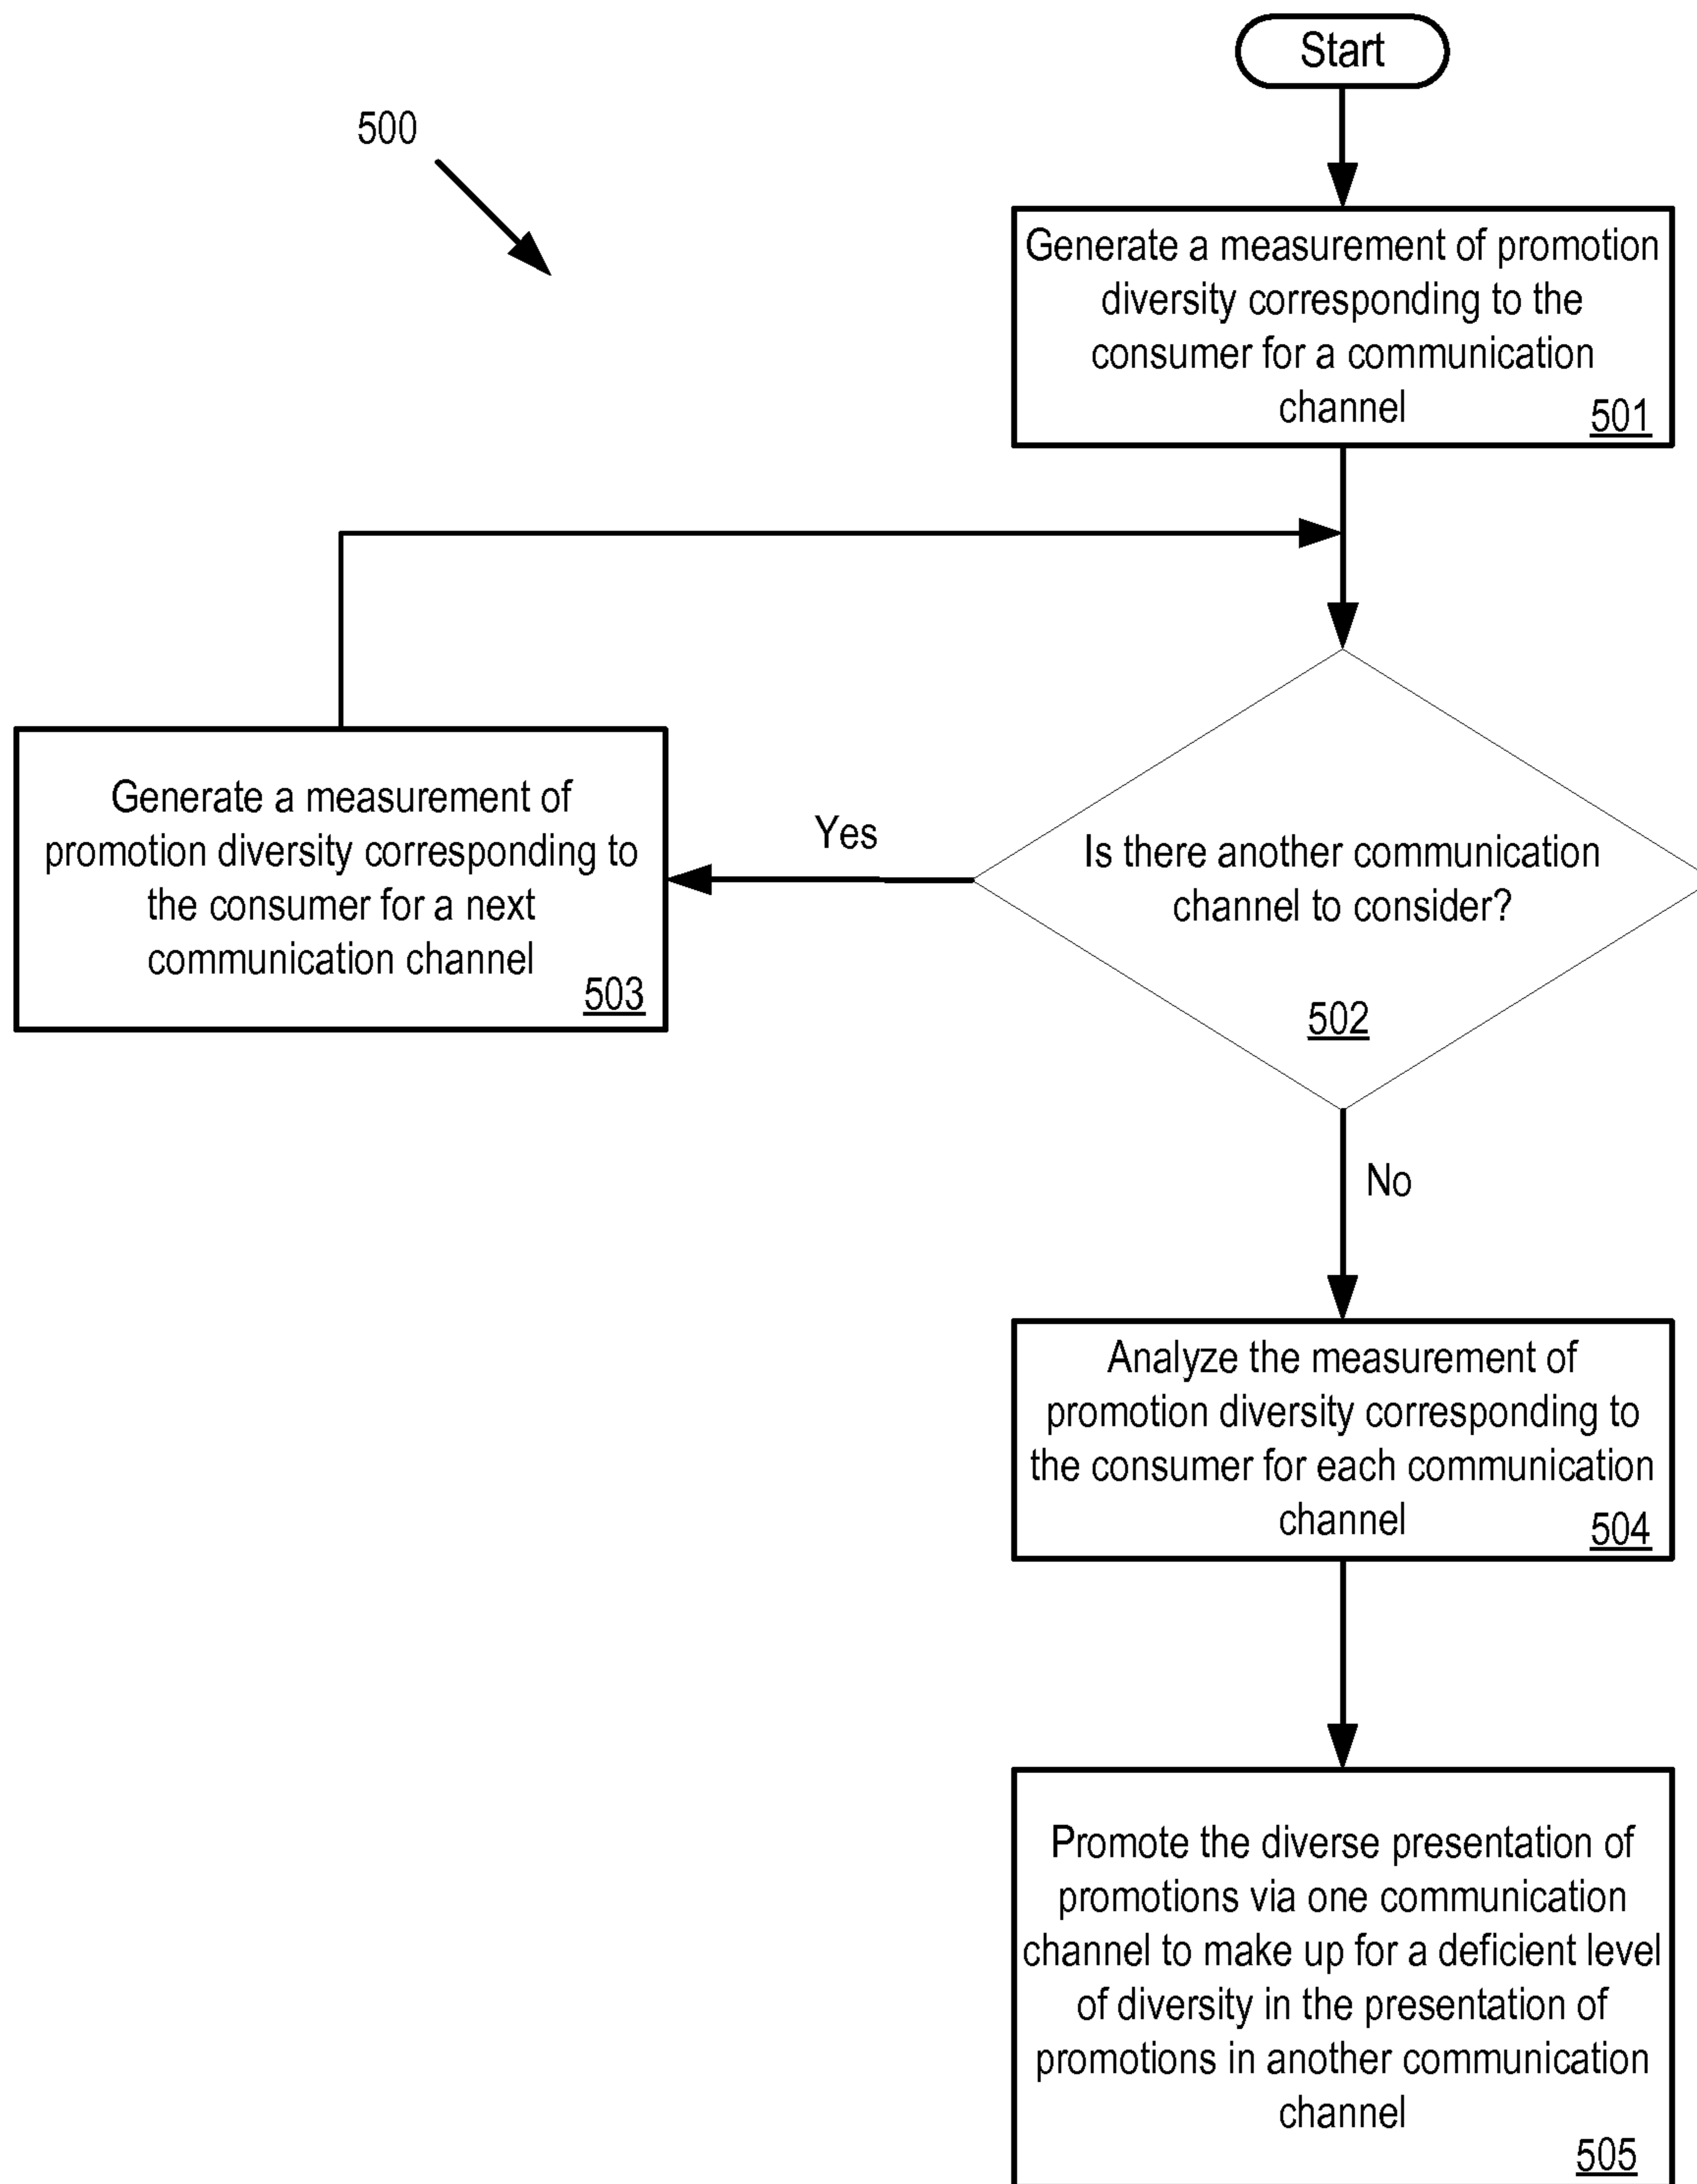 Start
500
Generate a measurement of promotion
diversity corresponding to the
consumer for a communication
channel
501
Generate a measurement of
promotion diversity corresponding to
the consumer for a next
communication channel
503
Yes
Is there another communication
channel to consider?
502
No
Analyze the measurement of
promotion diversity corresponding to
the consumer for each communication
channel
504
Promote the diverse presentation of
promotions via one communication
channel to make up for a deficient level
of diversity in the presentation of
promotions in another communication
channel
505